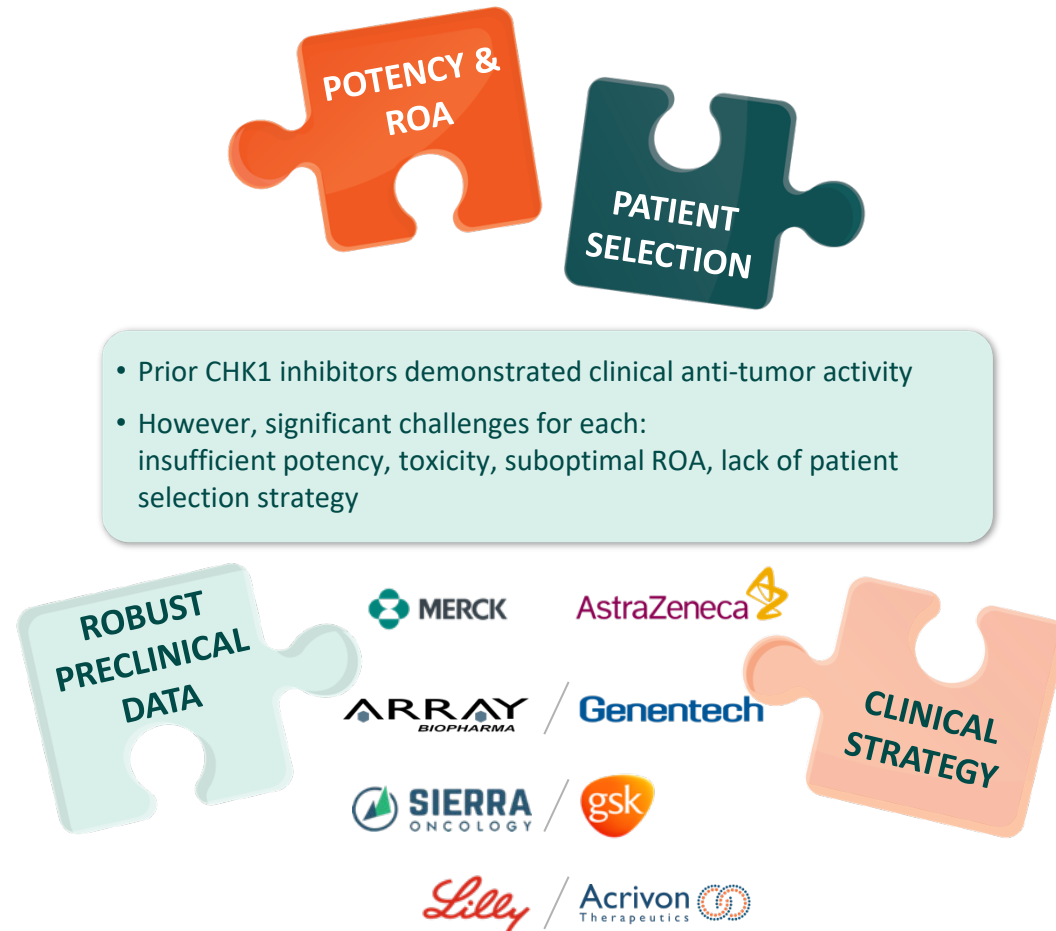 POTENCY &
ROA
PATIENT
SELECTION
• Prior CHK1 inhibitors demonstrated clinical anti-tumor activity
• However, significant challenges for each:
insufficient potency, toxicity, suboptimal ROA, lack of patient
selection strategy
ROBUST
PRECLINICAL
DATA
MERCK
AstraZeneca
CLINICAL
STRATEGY
ARRAY
BIOPHARMA
/
Genentech
SIERRA
ONCOLOGY
/
gsk
Lilly
/
Acrivon
Therapeutics